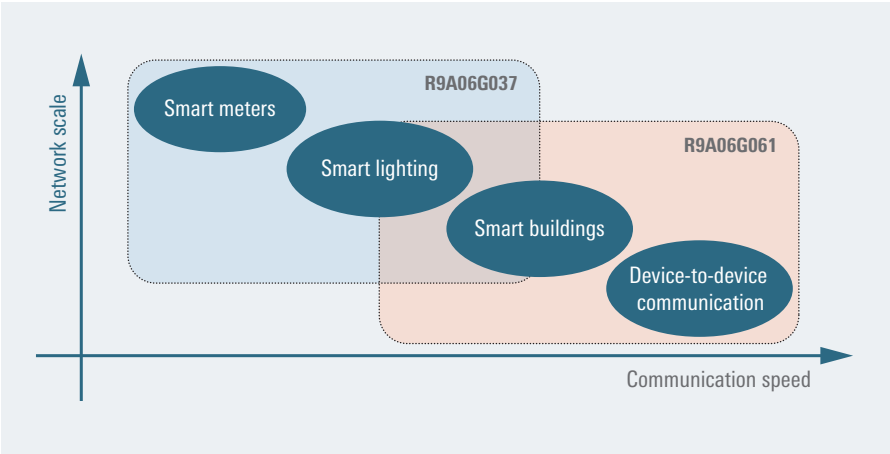 R9A06G037
Smart meters
Network scale
R9A06G061
Smart lighting
Smart buildings
Device-to-device
communication
Communication speed